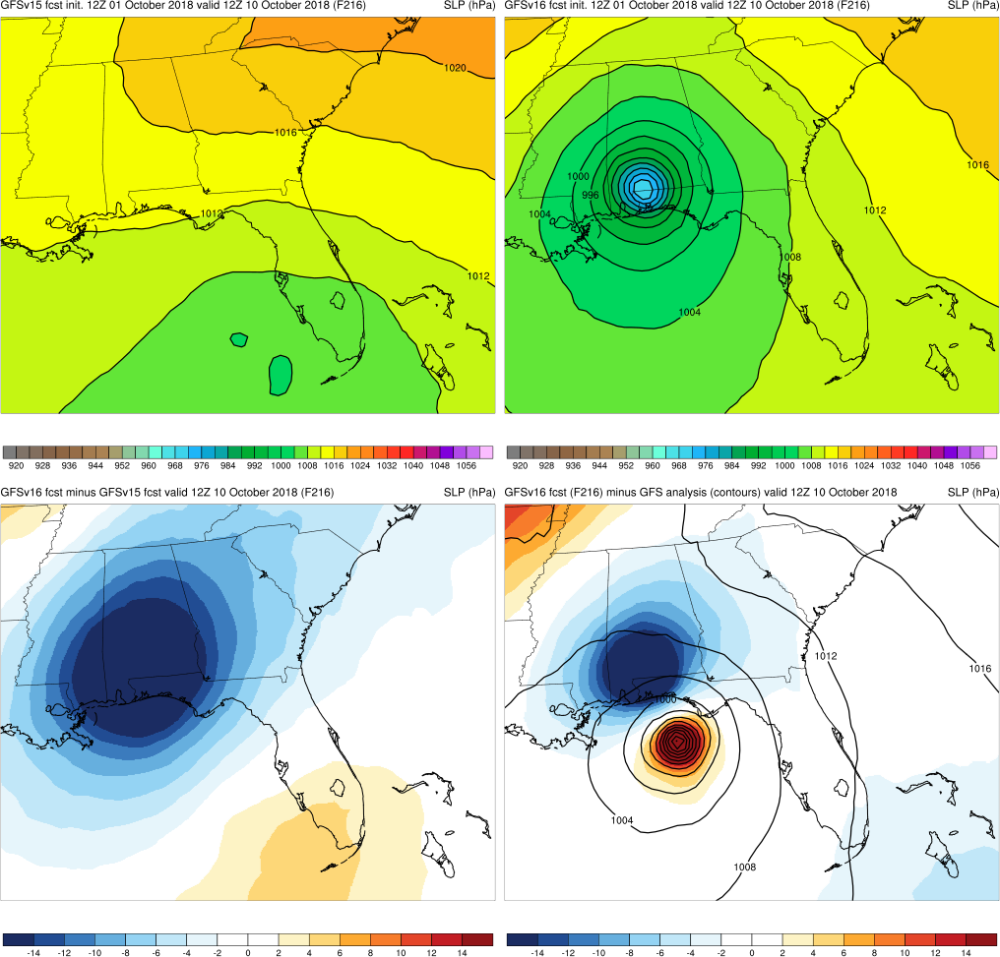 GFSv15 fcst init. 12Z 01 October 2018 valid 12Z 10 October 2018 (F216) SLP (hPa)
GFSv16 fcst init. 12Z 01 October 2018 valid 12Z 10 October 2018 (F216) SLP (hPa)
1020
1016
1012
1012
1016
1012
1000
996
1004
1008
1004
920 928 936 944 952 960 968 976 984 992 1000 1008 1016 1024 1032 1040 1048 1056
928 936 944 952 960 968 976 984 992 1000 1008 1016 1024 1032 1040 1048 1056
GFSv16 fcst minus GFSv15 fcst valid 12Z 10 October 2018 (F216) SLP (hPa)
GFSv16 fcst (F216) minus GFS analysis (contours) valid 12Z 10 October 2018 SLP (hPa)
1012
1016
1000
1004
1008
-14 -12 -10 -8 -6 -4 -2 0 2 4 6 8 10 12 14
-14 -12 -10 -8 -6 -4 -2 0 2 4 6 8 10 12 14